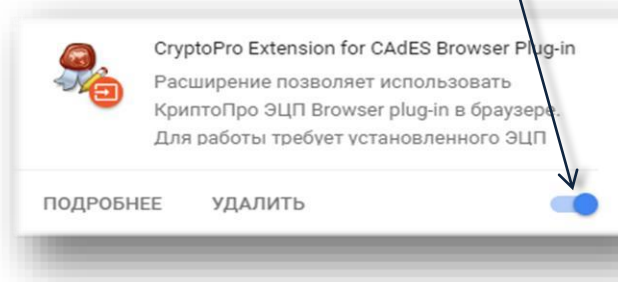 CryptoPro Extension for CAdES Browser Plug-in
Расширение позволяет использовать
КриптоПро ЭЦП Browser plug-in в браузере.
Для работы требует установленного ЭЦП
ПОДРОБНЕЕ УДАЛИТЬ